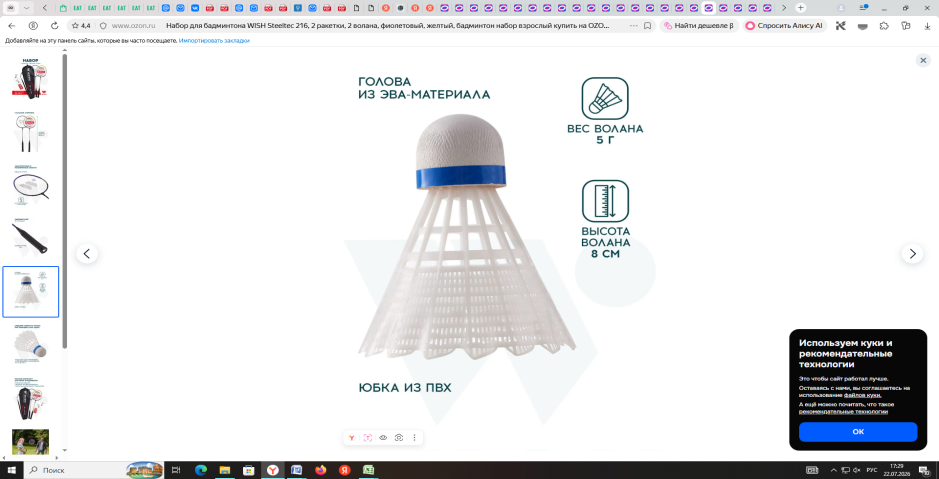 4,4
www.ozon.ru
Набор для бадминтона WISH Steeltec 216, 2 ракетки, 2 волана, фиолетовый, желтый, бадминтон набор взрослый купить на OZO...
Найти дешевле в
Спросить Алису AI
Добавляйте на эту панель сайты, которые вы часто посещаете. Импортировать закладки
НАБОР
ГОЛОВА
ИЗ ЭВА-МАТЕРИАЛА
ВЕС ВОЛАНА
5 Г
ВЫСОТА
ВОЛАНА
8 СМ
ЮБКА ИЗ ПВХ
Используем куки и
рекомендательные
технологии
Это чтобы сайт работал лучше.
Оставаясь с нами, вы соглашаетесь на
использование файлов куки.
А ещё можно почитать, что такое
рекомендательные технологии
ОК
Поиск
РУС
17:29
22.07.2026